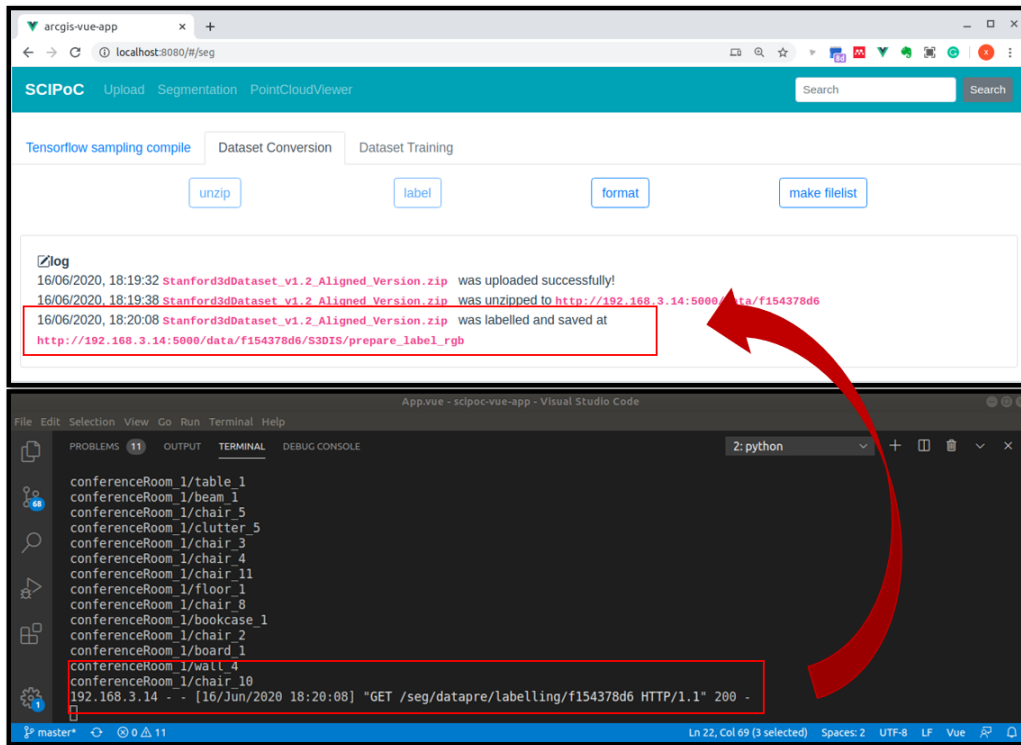 arcgis-vue-app
localhost:8080/#/seg
SCIPoC Upload Segmentation PointCloudViewer Search Search
Tensorflow sampling compile Dataset Conversion Dataset Training
unzip label format make filelist
log
16/06/2020, 18:19:32 Stanford3dDataset_v1.2_Aligned_Version.zip was uploaded successfully!
16/06/2020, 18:19:38 Stanford3dDataset_v1.2_Aligned_Version.zip was unzipped to http://192.168.3.14:5000/data/f154378d6
16/06/2020, 18:20:08 Stanford3dDataset_v1.2_Aligned_Version.zip was labelled and saved at
http://192.168.3.14:5000/data/f154378d6/S3DIS/prepare_label_rgb
App.vue - scipoc-vue-app - Visual Studio Code
File Edit Selection View Go Run Terminal Help
PROBLEMS 11 OUTPUT TERMINAL DEBUG CONSOLE 2: python
conferenceRoom_1/table_1
conferenceRoom_1/beam_1
conferenceRoom_1/chair_5
conferenceRoom_1/clutter_5
conferenceRoom_1/chair_3
conferenceRoom_1/chair_4
conferenceRoom_1/chair_11
conferenceRoom_1/floor_1
conferenceRoom_1/chair_8
conferenceRoom_1/bookcase_1
conferenceRoom_1/chair_2
conferenceRoom_1/board_1
conferenceRoom_1/wall_4
conferenceRoom_1/chair_10
192.168.3.14 - - [16/Jun/2020 18:20:08] "GET /seg/datapre/labelling/f154378d6 HTTP/1.1" 200 -
68
1
master* 0 11 Ln 22, Col 69 (3 selected) Spaces: 2 UTF-8 LF Vue